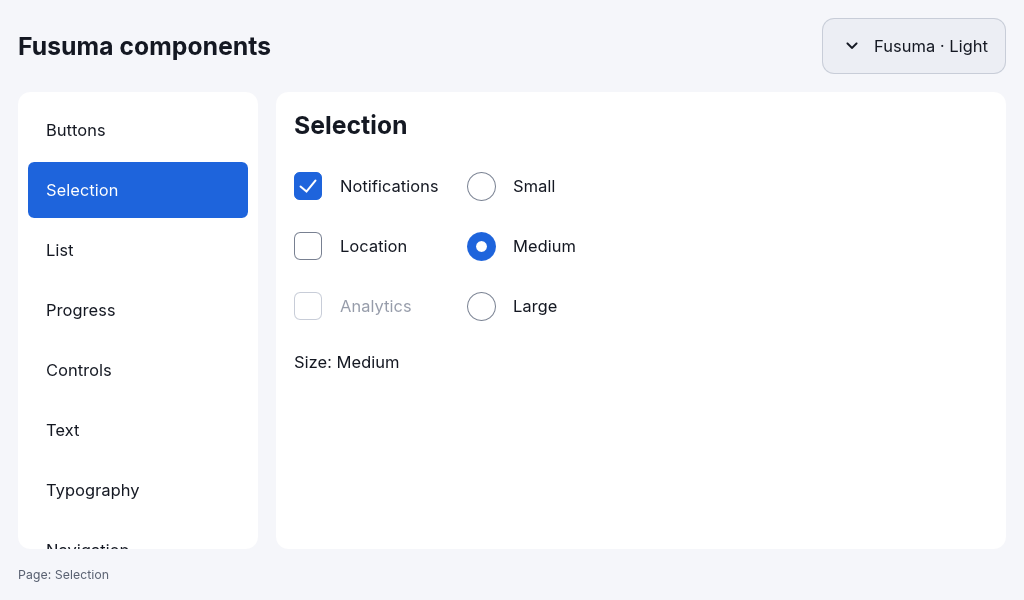 Fusuma components
Fusuma · Light
Buttons
Selection
List
Progress
Controls
Text
Typography
Navigation
Selection
Notifications
Small
Location
Medium
Analytics
Large
Size: Medium
Page: Selection